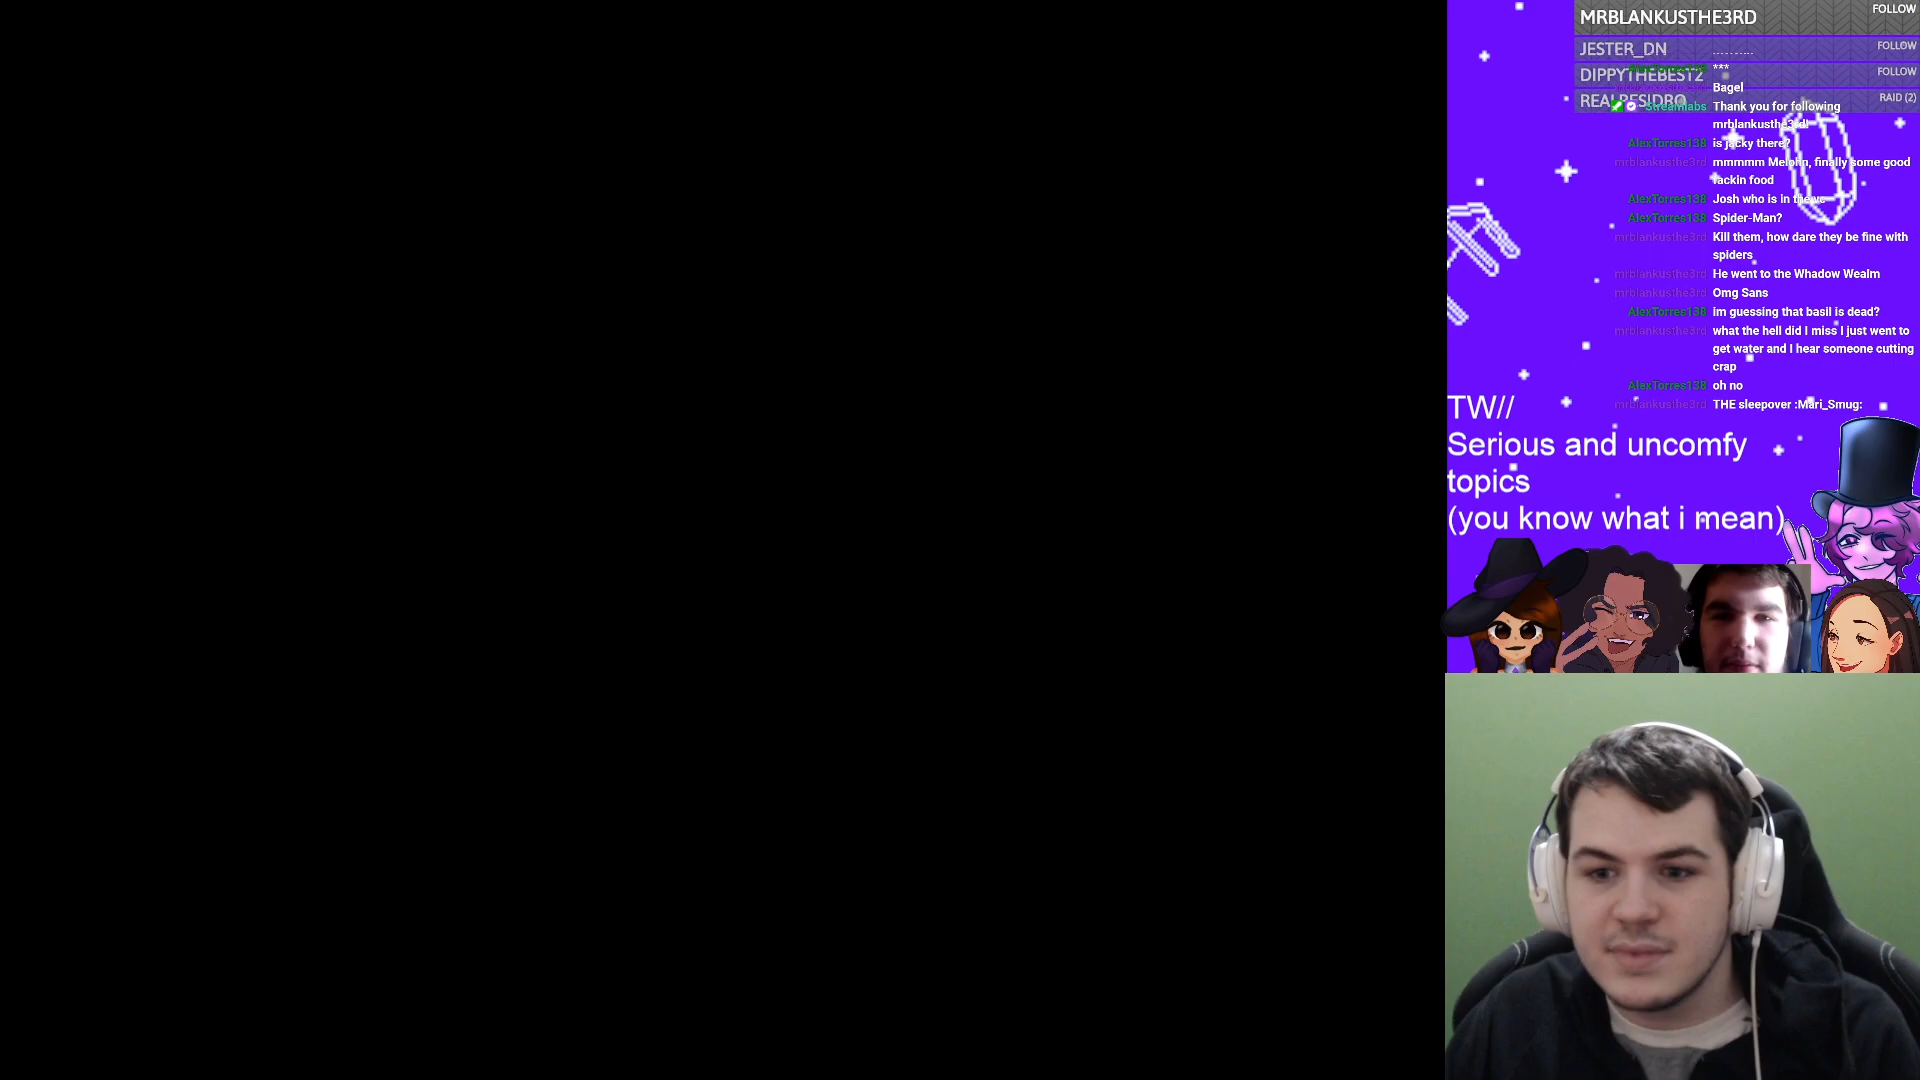 MRBLANKUSTHE3RD FOLLOW
JESTER_DN FOLLOW
DIPPYTHEBEST2 FOLLOW
REALRESIDBO RAID (2)
AlexTorres138 ***
Bagel
Streamlabs Thank you for following
mrblankusthe3rd!
AlexTorres138 is jacky there?
mrblankusthe3rd mmmmm Melohn, finally some good
fackin food
AlexTorres138 Josh who is in the vc
AlexTorres138 Spider-Man?
mrblankusthe3rd Kill them, how dare they be fine with
spiders
mrblankusthe3rd He went to the Whadow Wealm
mrblankusthe3rd Omg Sans
AlexTorres138 im guessing that basil is dead?
mrblankusthe3rd what the hell did I miss I just went to
get water and I hear someone cutting
crap
AlexTorres138 oh no
mrblankusthe3rd THE sleepover :Mari_Smug:
TW//
Serious and uncomfy
topics
(you know what i mean)